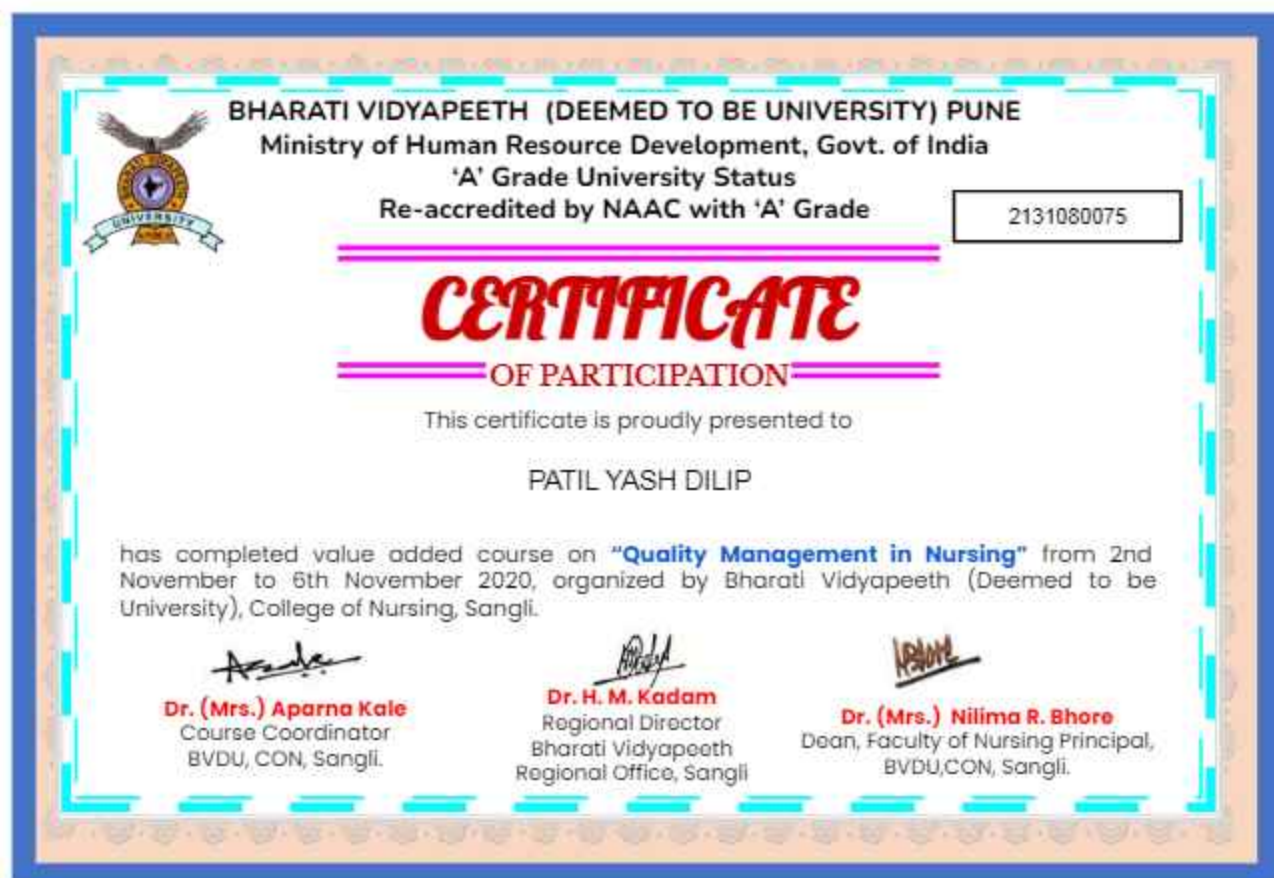 BHARATI VIDYAPEETH (DEEMED TO BE UNIVERSITY) PUNE
Ministry of Human Resource Development, Govt. of India
‘A’ Grade University Status
Re-accredited by NAAC with ‘A’ Grade
2131080075
BHARATI VIDYAPEETH
UNIVERSITY
CERTIFICATE
OF PARTICIPATION
This certificate is proudly presented to
PATIL YASH DILIP
has completed value added course on “Quality Management in Nursing” from 2nd
November to 6th November 2020, organized by Bharati Vidyapeeth (Deemed to be
University), College of Nursing, Sangli.
Dr. (Mrs.) Aparna Kale
Course Coordinator
BVDU, CON, Sangli.
Dr. H. M. Kadam
Regional Director
Bharati Vidyapeeth
Regional Office, Sangli
Dr. (Mrs.) Nilima R. Bhore
Dean, Faculty of Nursing Principal,
BVDU,CON, Sangli.